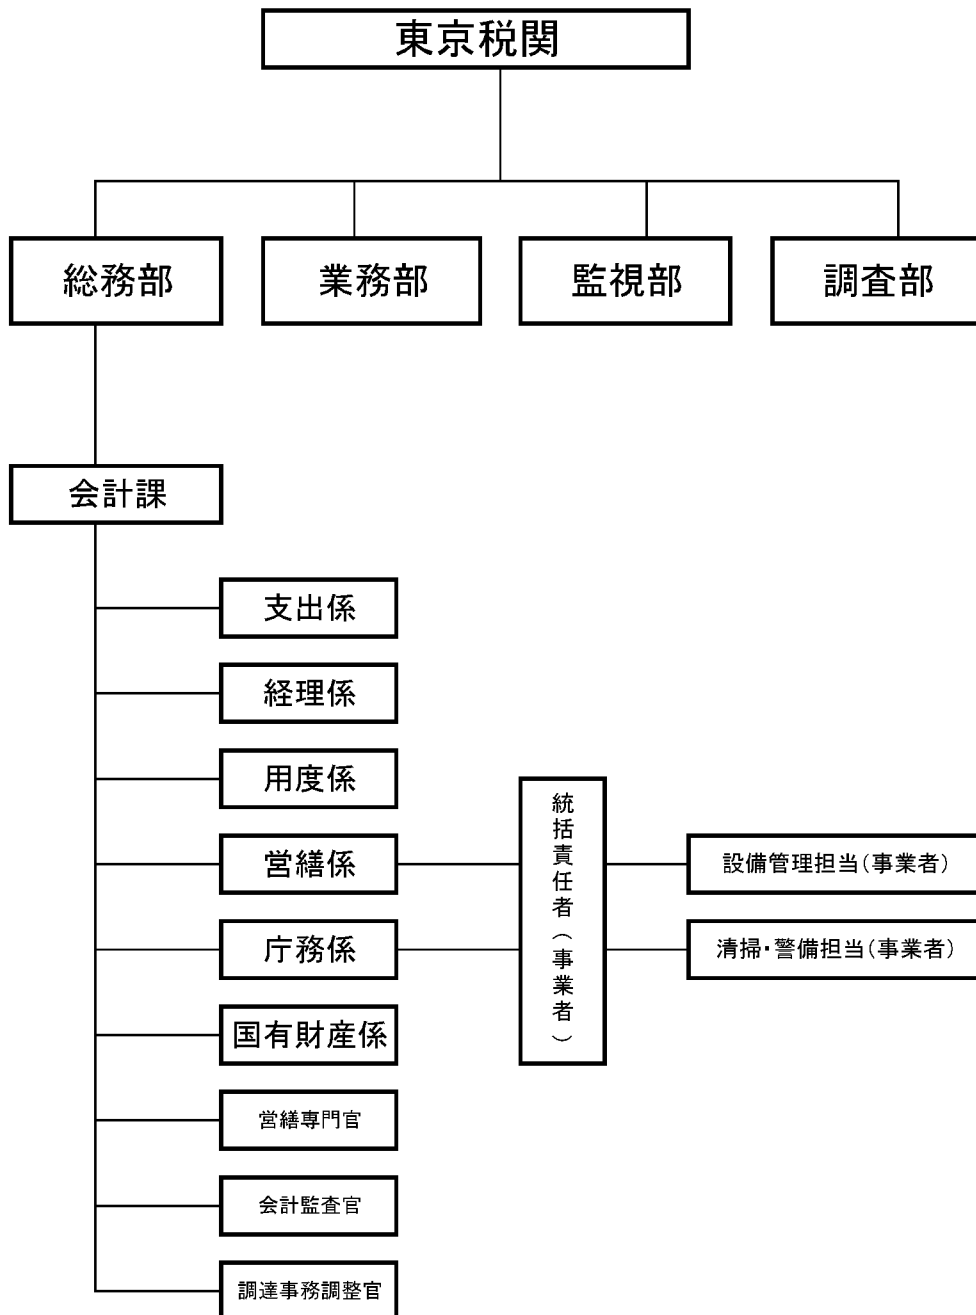 東京税関
総務部
業務部
監視部
調査部
会計課
支出係
経理係
用度係
営繕係
庁務係
国有財産係
営繕専門官
会計監査官
調達事務調整官
統括責任者(事業者)
設備管理担当(事業者)
清掃・警備担当(事業者)